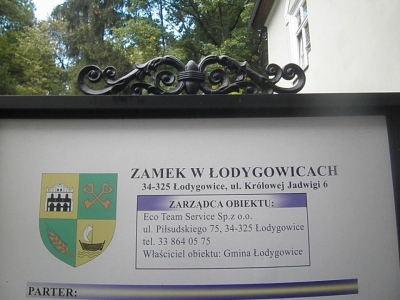 ZAMEK W ŁODYGOWICACH
34-325 Łodygowice, ul. Królowej Jadwigi 6
ZARZĄDCA OBIEKTU:
Eco Team Service Sp.z o.o.
ul. Piłsudskiego 75, 34-325 Łodygowice
tel. 33 864 05 75
Właściciel obiektu: Gmina Łodygowice
PARTER: